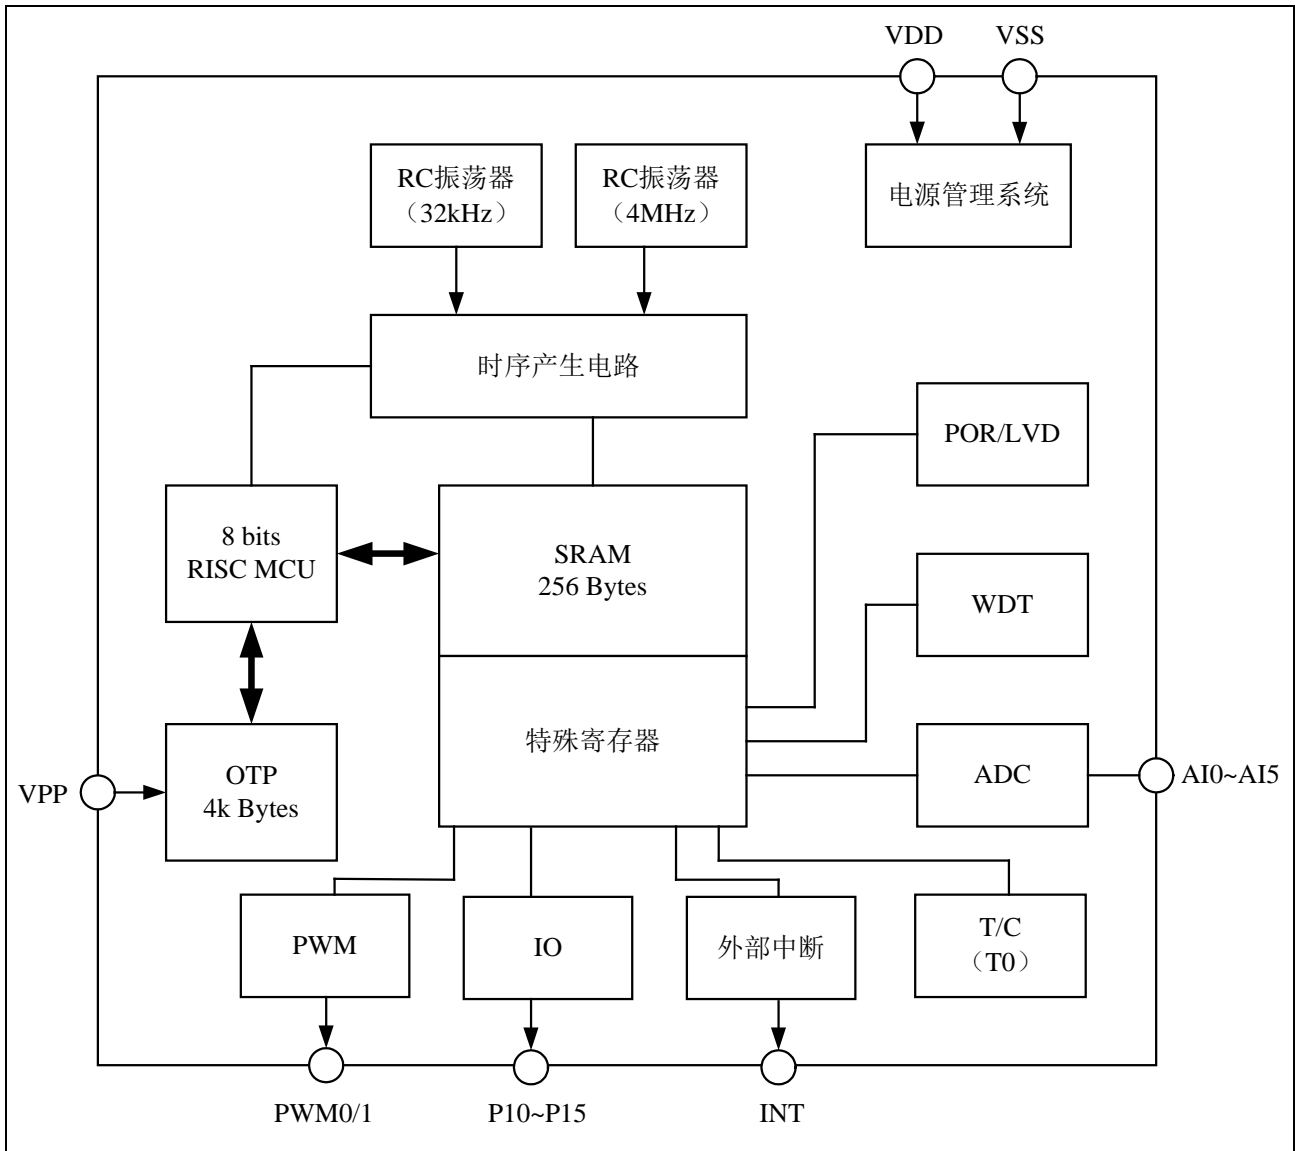 VDD
VSS
RC振荡器
（32kHz）
RC振荡器
（4MHz）
电源管理系统
时序产生电路
POR/LVD
8 bits
RISC MCU
SRAM
256 Bytes
WDT
特殊寄存器
OTP
4k Bytes
VPP
ADC
AI0~AI5
PWM
IO
外部中断
T/C
（T0）
PWM0/1
P10~P15
INT